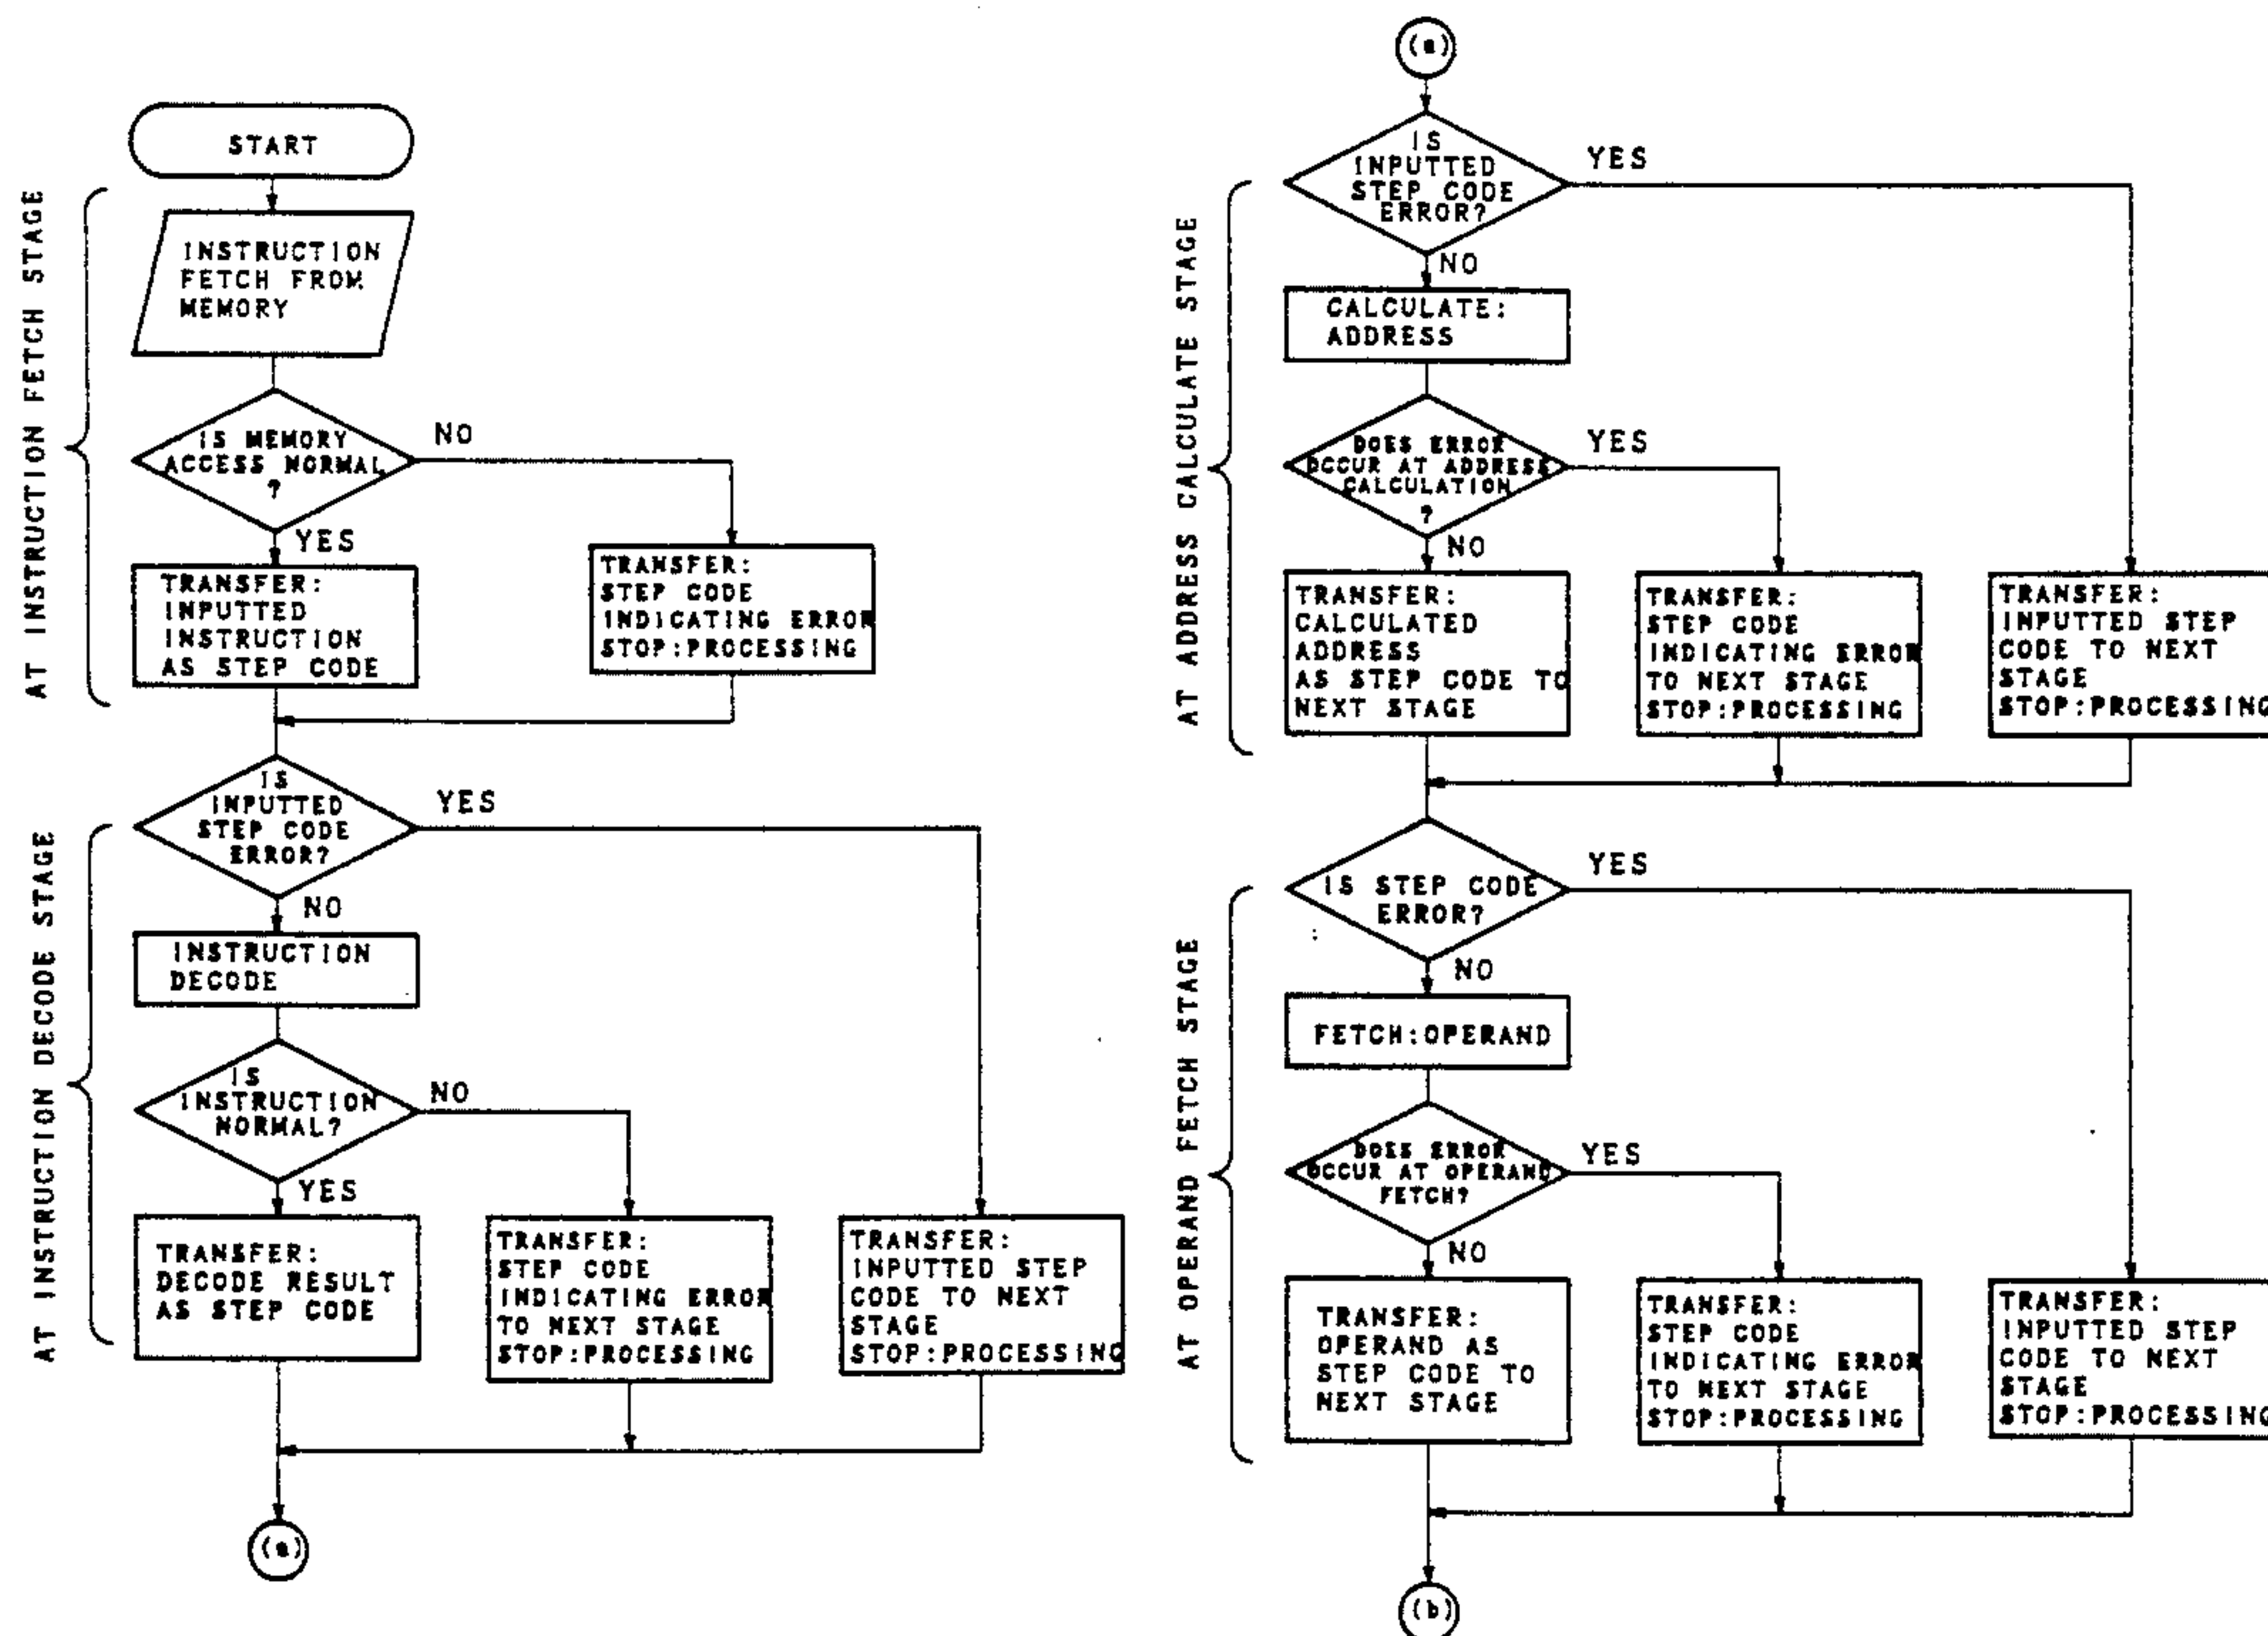 START
AT INSTRUCTION FETCH STAGE
INSTRUCTION
FETCH FROM
MEMORY
IS MEMORY
ACCESS NORMAL
?
NO
YES
TRANSFER:
INPUTTED
INSTRUCTION
AS STEP CODE
TRANSFER:
STEP CODE
INDICATING ERROR
STOP:PROCESSING
AT INSTRUCTION DECODE STAGE
IS
INPUTTED
STEP CODE
ERROR?
YES
NO
INSTRUCTION
DECODE
IS
INSTRUCTION
NORMAL?
NO
YES
TRANSFER:
DECODE RESULT
AS STEP CODE
TRANSFER:
STEP CODE
INDICATING ERROR
TO NEXT STAGE
STOP:PROCESSING
TRANSFER:
INPUTTED STEP
CODE TO NEXT
STAGE
STOP:PROCESSING
(a)
(a)
AT ADDRESS CALCULATE STAGE
IS
INPUTTED
STEP CODE
ERROR?
YES
NO
CALCULATE:
ADDRESS
DOES ERROR
OCCUR AT ADDRESS
CALCULATION
?
YES
NO
TRANSFER:
CALCULATED
ADDRESS
AS STEP CODE TO
NEXT STAGE
TRANSFER:
STEP CODE
INDICATING ERROR
TO NEXT STAGE
STOP:PROCESSING
TRANSFER:
INPUTTED STEP
CODE TO NEXT
STAGE
STOP:PROCESSING
AT OPERAND FETCH STAGE
IS STEP CODE
ERROR?
YES
NO
FETCH:OPERAND
DOES ERROR
OCCUR AT OPERAND
FETCH?
YES
NO
TRANSFER:
OPERAND AS
STEP CODE TO
NEXT STAGE
TRANSFER:
STEP CODE
INDICATING ERROR
TO NEXT STAGE
STOP:PROCESSING
TRANSFER:
INPUTTED STEP
CODE TO NEXT
STAGE
STOP:PROCESSING
(b)